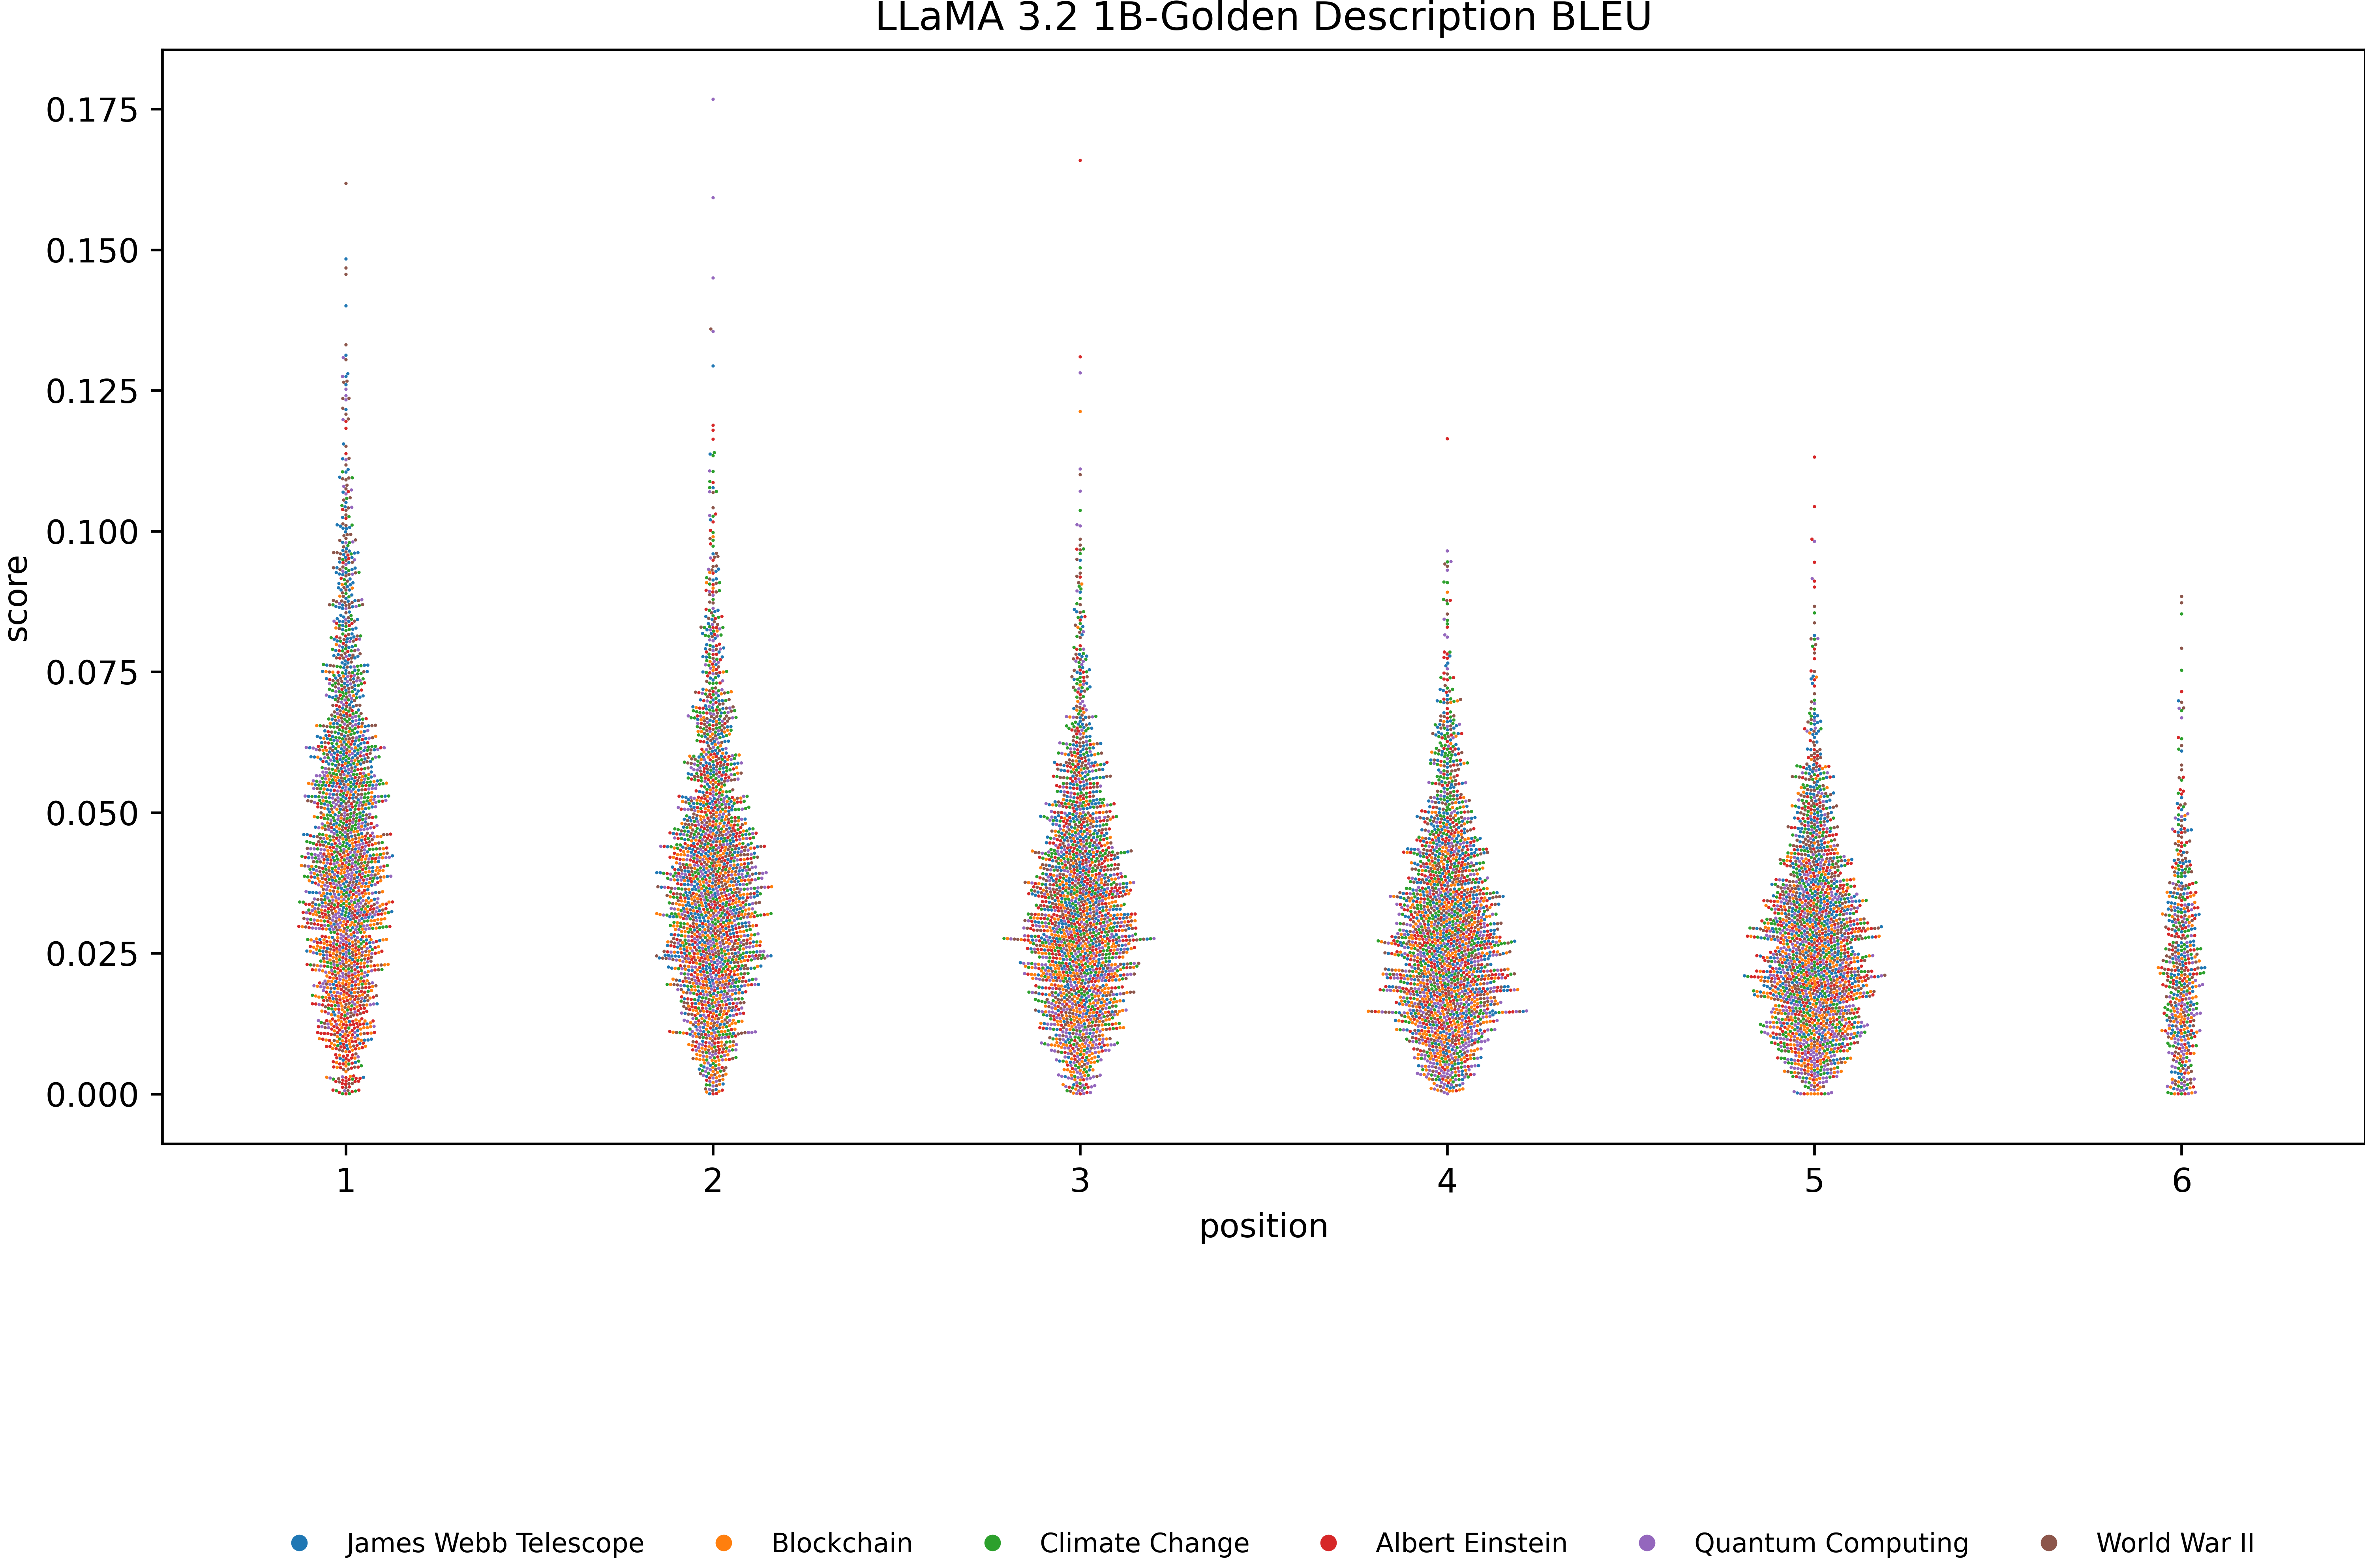 LLaMA 3.2 1B-Golden Description BLEU
0.175
0.150
0.125
0.100
0.075
0.050
0.025
0.000
score
1 2 3 4 5 6
position
James Webb Telescope Blockchain Climate Change Albert Einstein Quantum Computing World War II